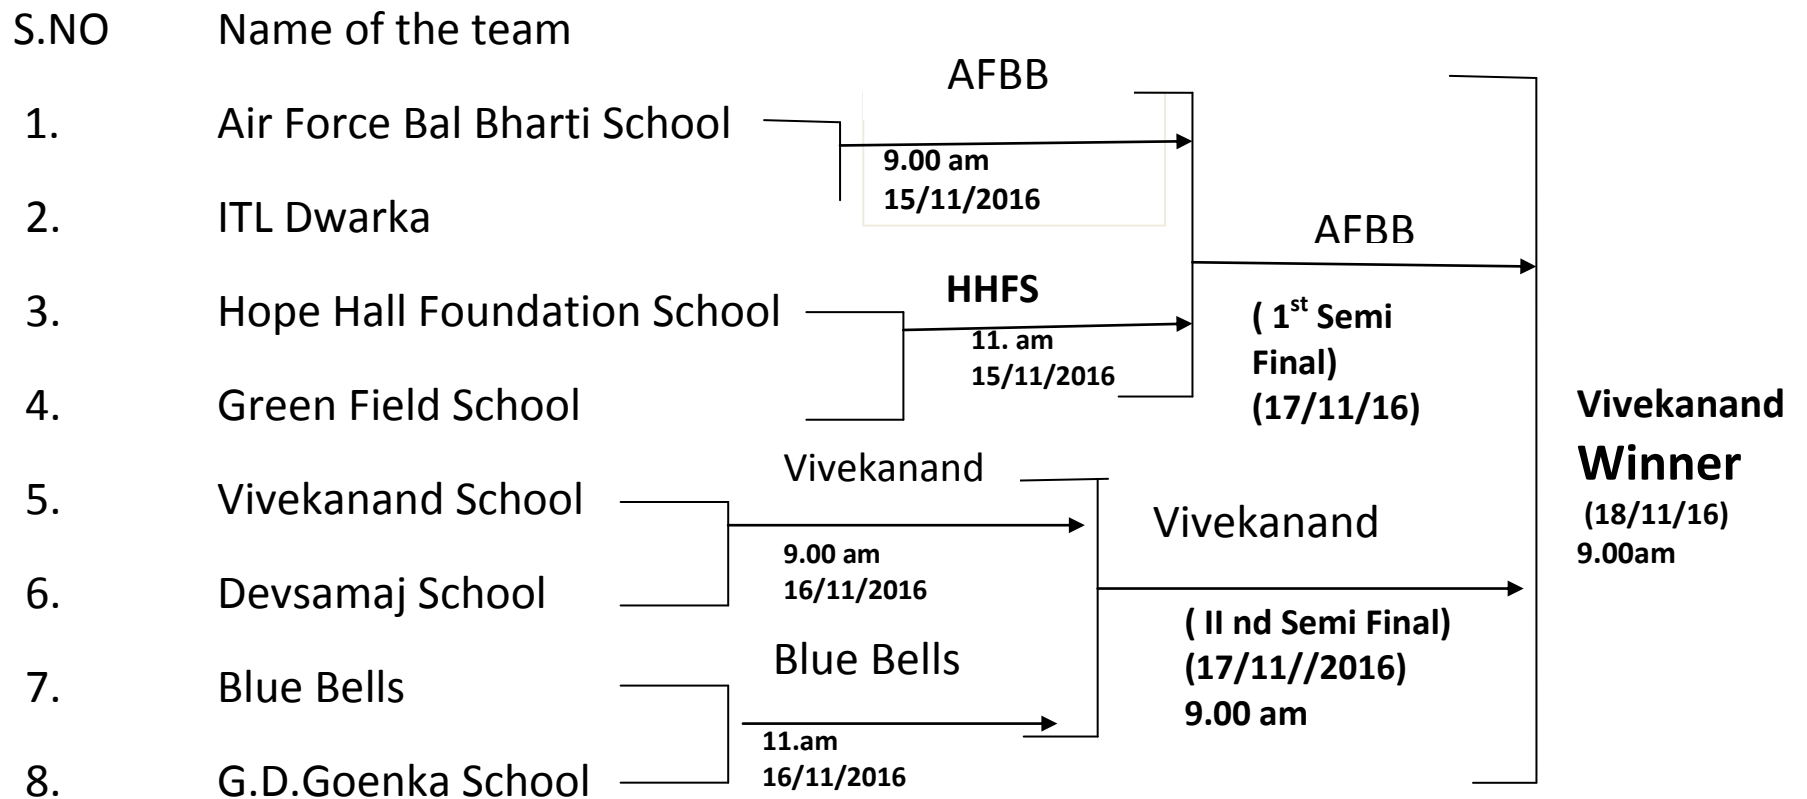 S.NO Name of the team
AFBB
1. Air Force Bal Bharti School
9.00 am
15/11/2016
2. ITL Dwarka
AFBB
HHFS
3. Hope Hall Foundation School
11. am
15/11/2016
( 1st Semi
Final)
(17/11/16)
4. Green Field School
Vivekanand
Winner
(18/11/16)
9.00am
Vivekanand
5. Vivekanand School
Vivekanand
9.00 am
16/11/2016
6. Devsamaj School
( II nd Semi Final)
(17/11//2016)
9.00 am
Blue Bells
7. Blue Bells
11.am
16/11/2016
8. G.D.Goenka School